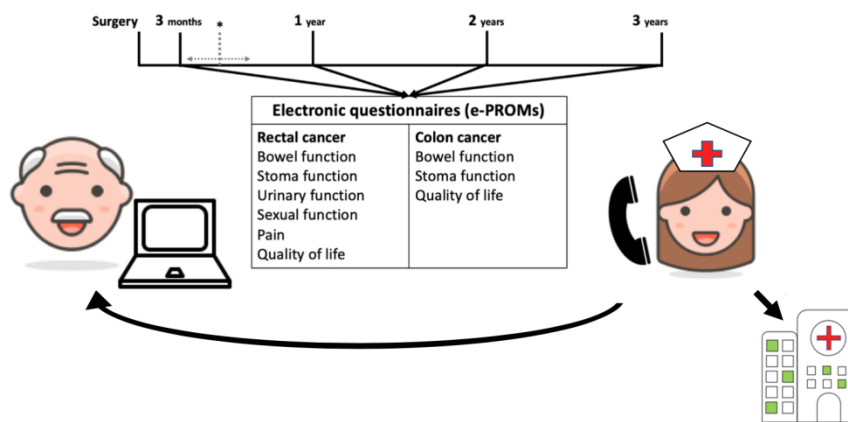 Surgery 3 months * 1 year 2 years 3 years
Electronic questionnaires (e-PROMs)
Rectal cancer
Bowel function
Stoma function
Urinary function
Sexual function
Pain
Quality of life
Colon cancer
Bowel function
Stoma function
Quality of life